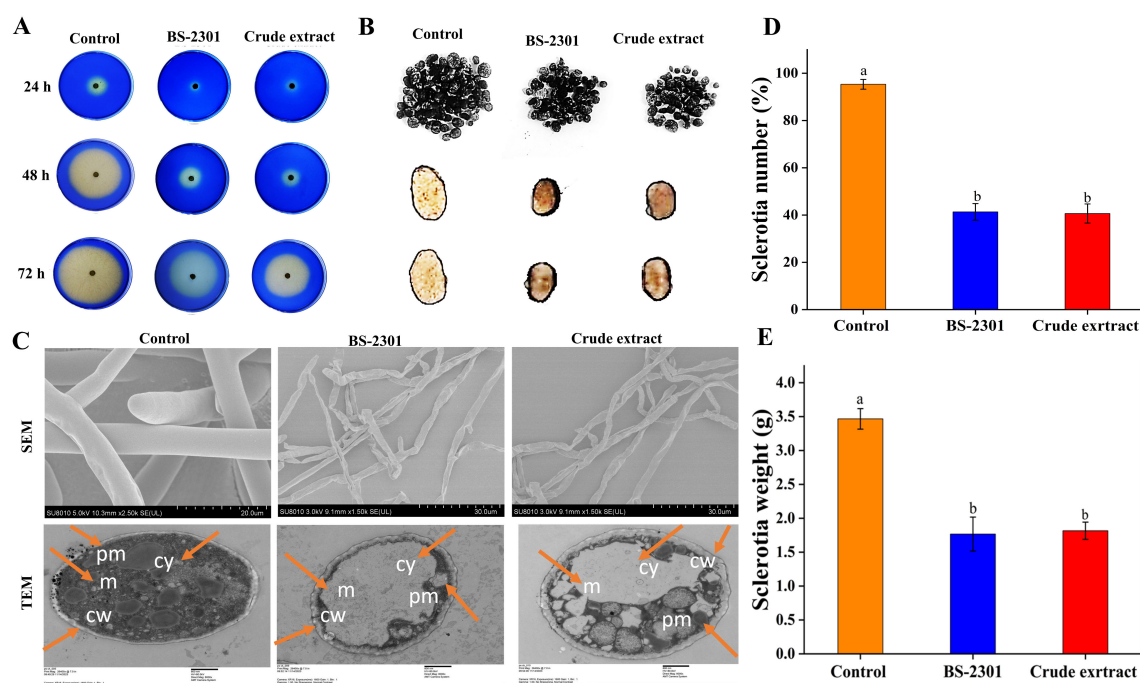 A
Control
BS-2301
Crude extract
24 h
48 h
72 h
B
Control
BS-2301
Crude extract
C
Control
BS-2301
Crude extract
SEM
SU8010 5.0kV 10.3mm x2.50k SE(UL)
20.0um
SU8010 3.0kV 9.1mm x1.50k SE(UL)
30.0um
SU8010 3.0kV 9.1mm x1.50k SE(UL)
30.0um
TEM
pm
cy
m
cw
cy
m
pm
cy
cw
m
pm
D
Sclerotia number (%)
100
80
60
40
20
0
a
b
b
Control
BS-2301
Crude exrtract
E
Sclerotia weight (g)
4.0
3.5
3.0
2.5
2.0
1.5
1.0
0.5
0.0
a
b
b
Control
BS-2301
Crude extract